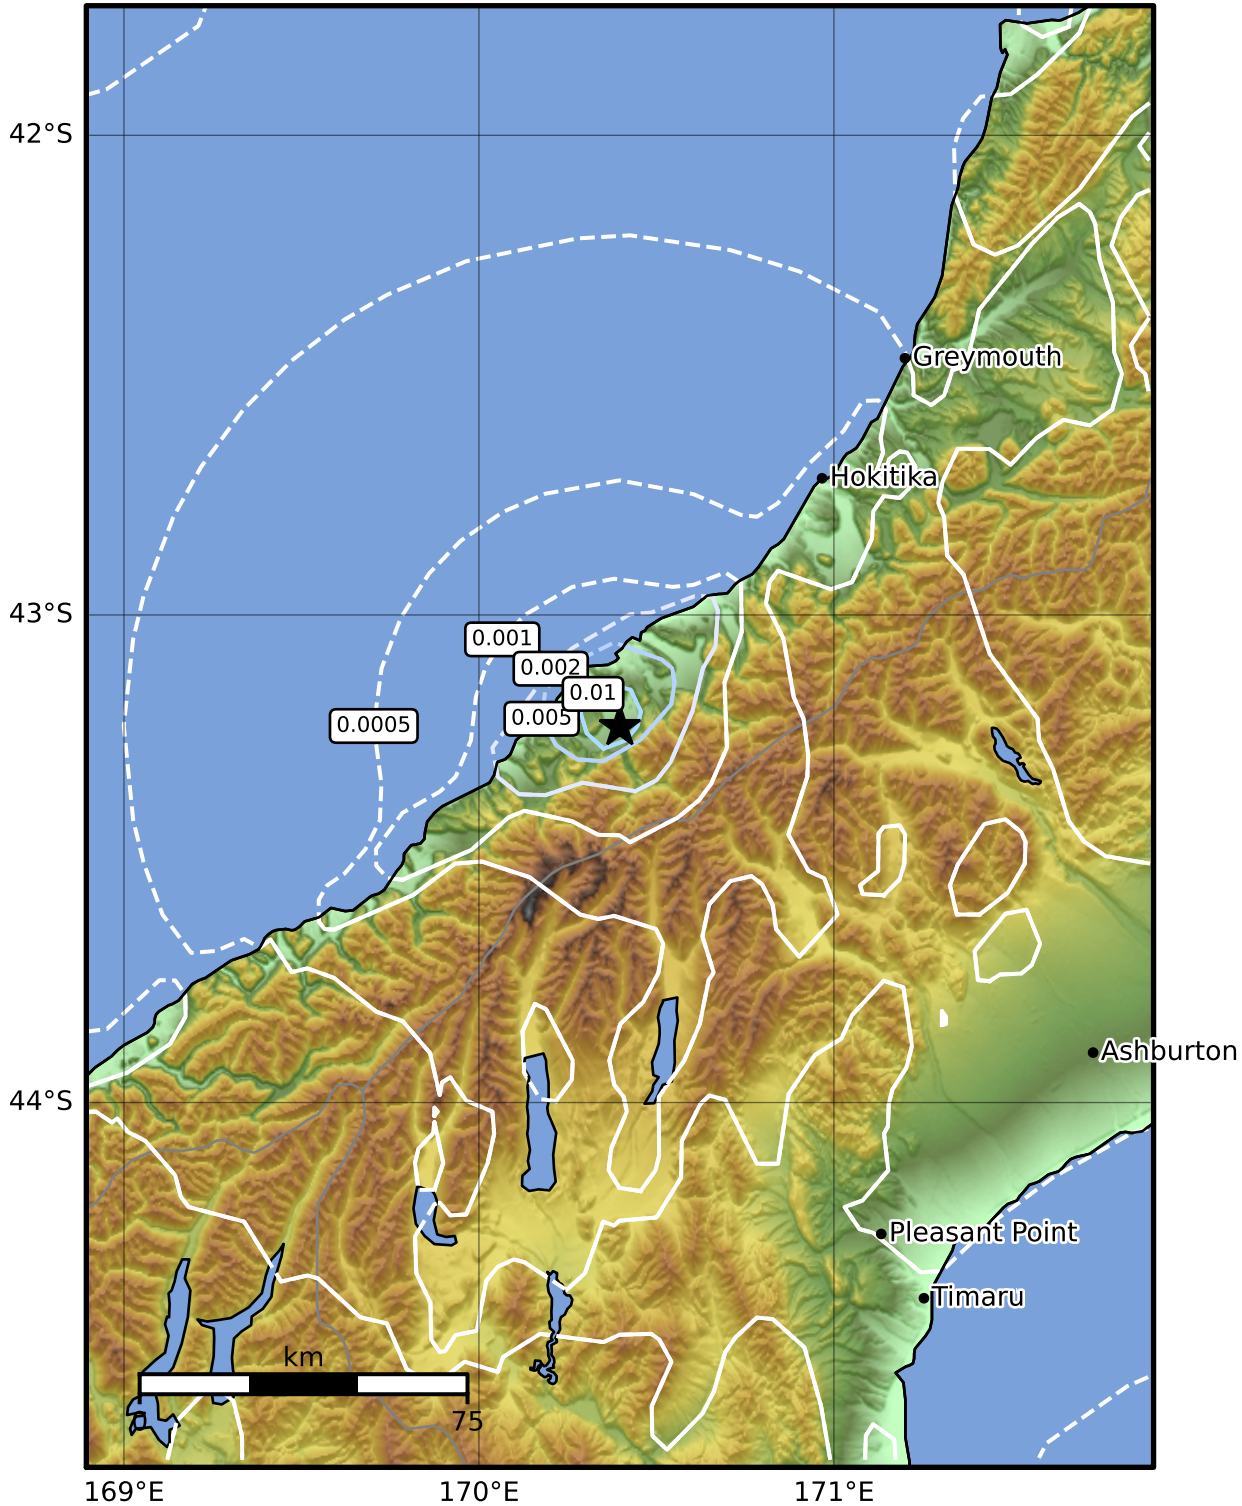 42°S
Greymouth
Hokitika
43°S
0.001
0.002
0.01
0.005
0.0005
44°S
Ashburton
Pleasant Point
Timaru
km
75
169°E
170°E
171°E